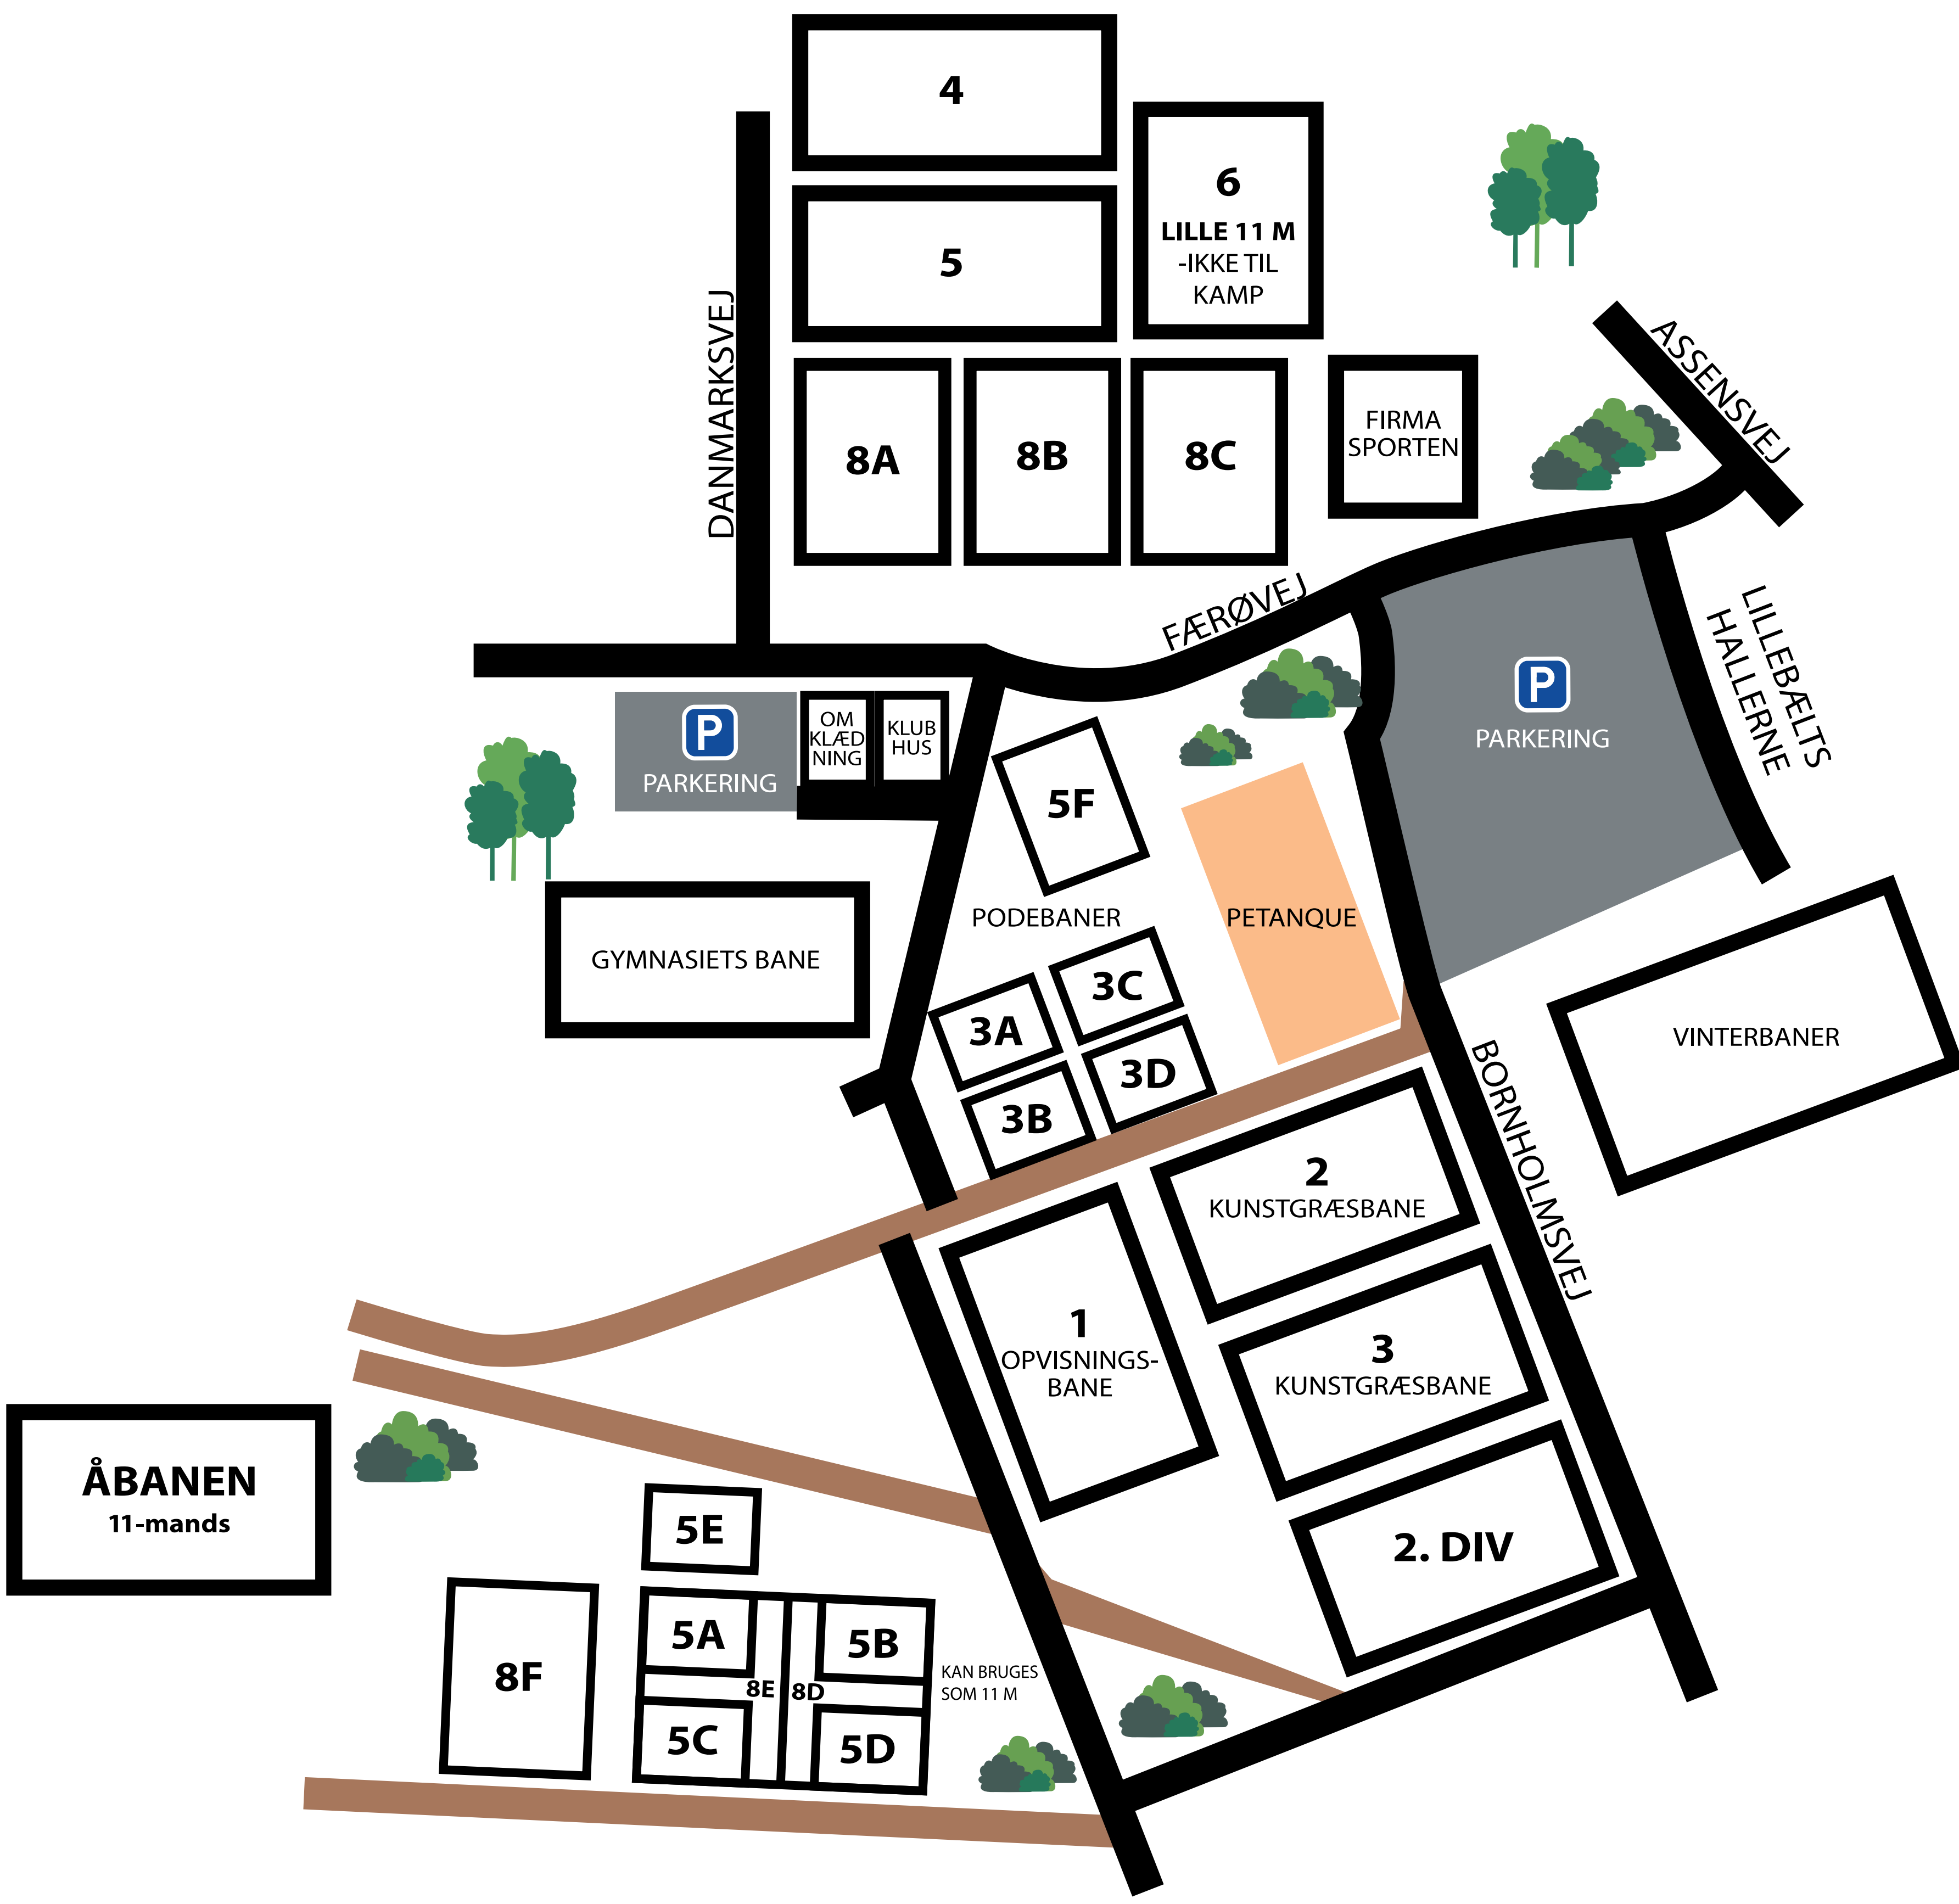 4
6
LILLE 11 M
-IKKE TIL
KAMP
5
DANMARKSVEJ
ASSENSVEJ
8A
8B
8C
FIRMA
SPORTEN
FÆRØVEJ
LILLEBÆLTS
HALLERNE
P
PARKERING
OM
KLÆD
NING
KLUB
HUS
P
PARKERING
5F
PODEBANER
PETANQUE
GYMNASIETS BANE
3A
3C
3B
3D
VINTERBANER
BORNHOLMSVEJ
2
KUNSTGRÆSBANE
1
OPVISNINGS-
BANE
3
KUNSTGRÆSBANE
2. DIV
ÅBANEN
11-mands
5E
8F
5A
5B
8E
8D
5C
5D
KAN BRUGES
SOM 11 M